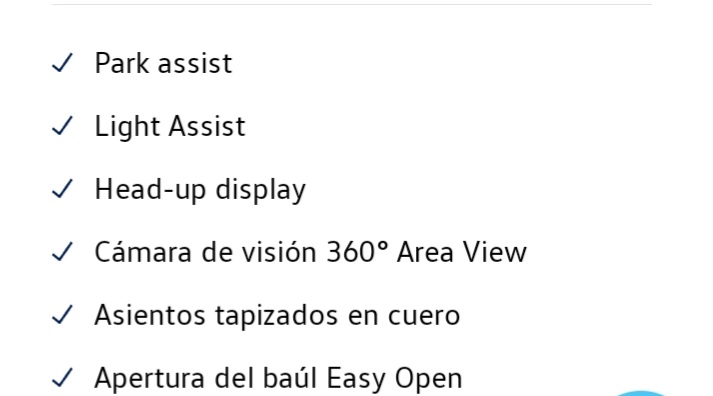 Park assist
Light Assist
Head-up display
Cámara de visión 360° Area View
Asientos tapizados en cuero
Apertura del baúl Easy Open